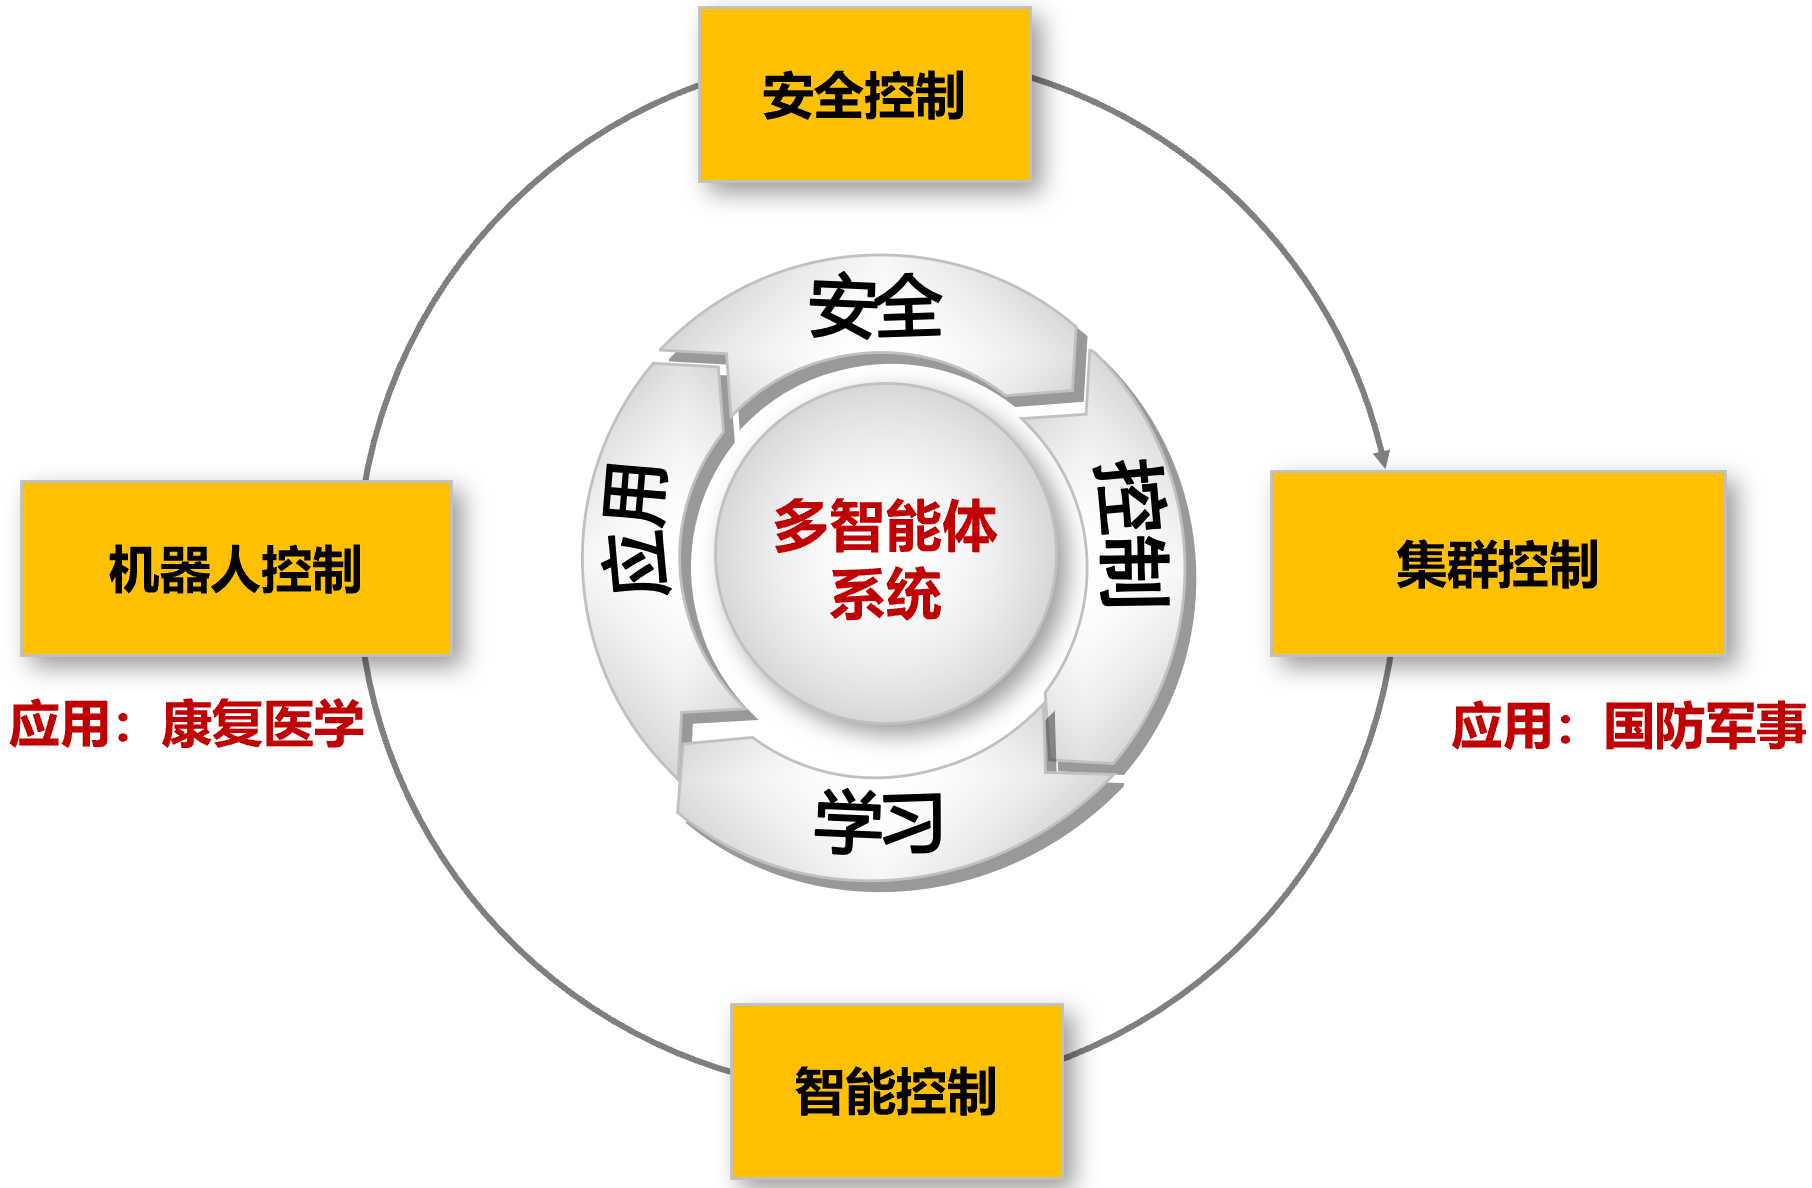 安全控制
安全
应用
控制
多智能体
系统
机器人控制
集群控制
应用：康复医学
应用：国防军事
学习
智能控制